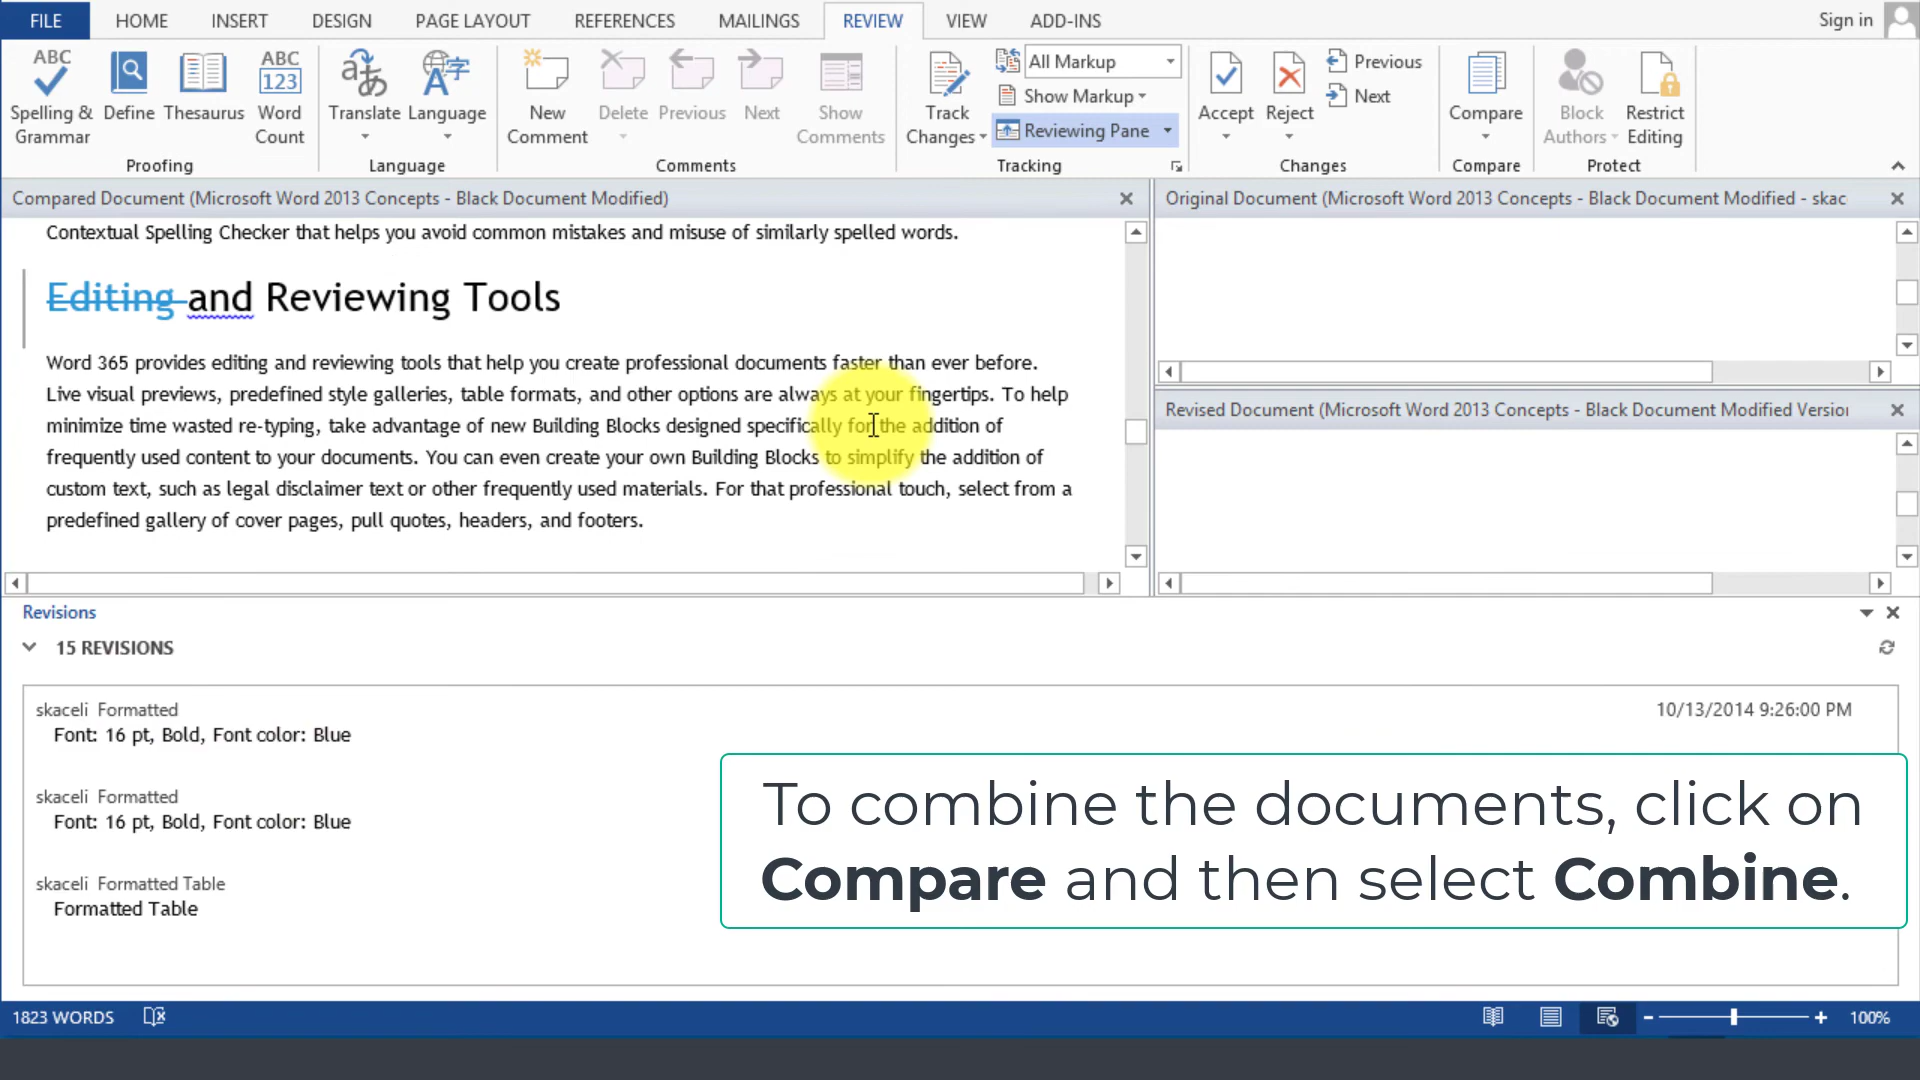 FILE HOME INSERT DESIGN PAGE LAYOUT REFERENCES MAILINGS REVIEW VIEW ADD-INS Sign in
ABC Spelling & Grammar
Define
Thesaurus
ABC 123 Word Count
Proofing
Translate
Language
Language
New Comment
Delete
Previous
Next
Show Comments
Comments
Track Changes
All Markup
Show Markup
Reviewing Pane
Tracking
Accept
Reject
Previous
Next
Changes
Compare
Compare
Block Authors
Restrict Editing
Protect
Compared Document (Microsoft Word 2013 Concepts - Black Document Modified)
Contextual Spelling Checker that helps you avoid common mistakes and misuse of similarly spelled words.
Editing and Reviewing Tools
Word 365 provides editing and reviewing tools that help you create professional documents faster than ever before.
Live visual previews, predefined style galleries, table formats, and other options are always at your fingertips. To help
minimize time wasted re-typing, take advantage of new Building Blocks designed specifically for the addition of
frequently used content to your documents. You can even create your own Building Blocks to simplify the addition of
custom text, such as legal disclaimer text or other frequently used materials. For that professional touch, select from a
predefined gallery of cover pages, pull quotes, headers, and footers.
Original Document (Microsoft Word 2013 Concepts - Black Document Modified - skac
Revised Document (Microsoft Word 2013 Concepts - Black Document Modified Version
Revisions
15 REVISIONS
skaceli Formatted 10/13/2014 9:26:00 PM
Font: 16 pt, Bold, Font color: Blue
skaceli Formatted
Font: 16 pt, Bold, Font color: Blue
skaceli Formatted Table
Formatted Table
To combine the documents, click on
Compare and then select Combine.
1823 WORDS 100%